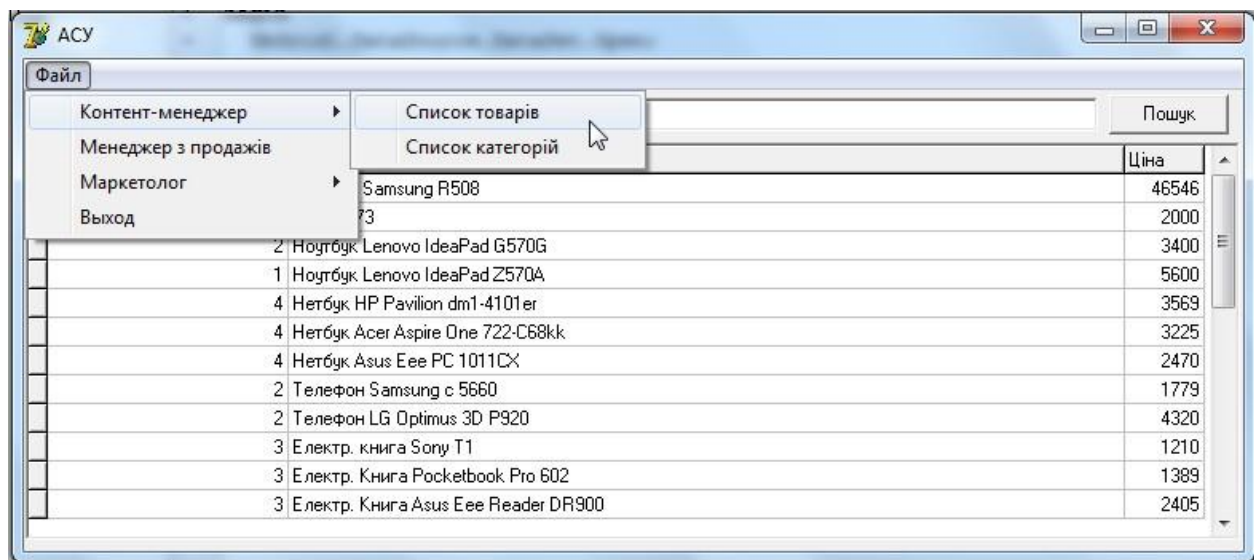 АСУ
Файл
Контент-менеджер
Список товарів
Пошук
Менеджер з продажів
Список категорій
Ціна
Маркетолог
Samsung R508 46546
Выход
73 2000
2 Ноутбук Lenovo IdeaPad G570G 3400
1 Ноутбук Lenovo IdeaPad Z570A 5600
4 Нетбук HP Pavilion dm1-4101er 3569
4 Нетбук Acer Aspire One 722-C68kk 3225
4 Нетбук Asus Eee PC 1011CX 2470
2 Телефон Samsung c 5660 1779
2 Телефон LG Optimus 3D P920 4320
3 Електр. книга Sony T1 1210
3 Електр. Книга Pocketbook Pro 602 1389
3 Електр. Книга Asus Eee Reader DR900 2405